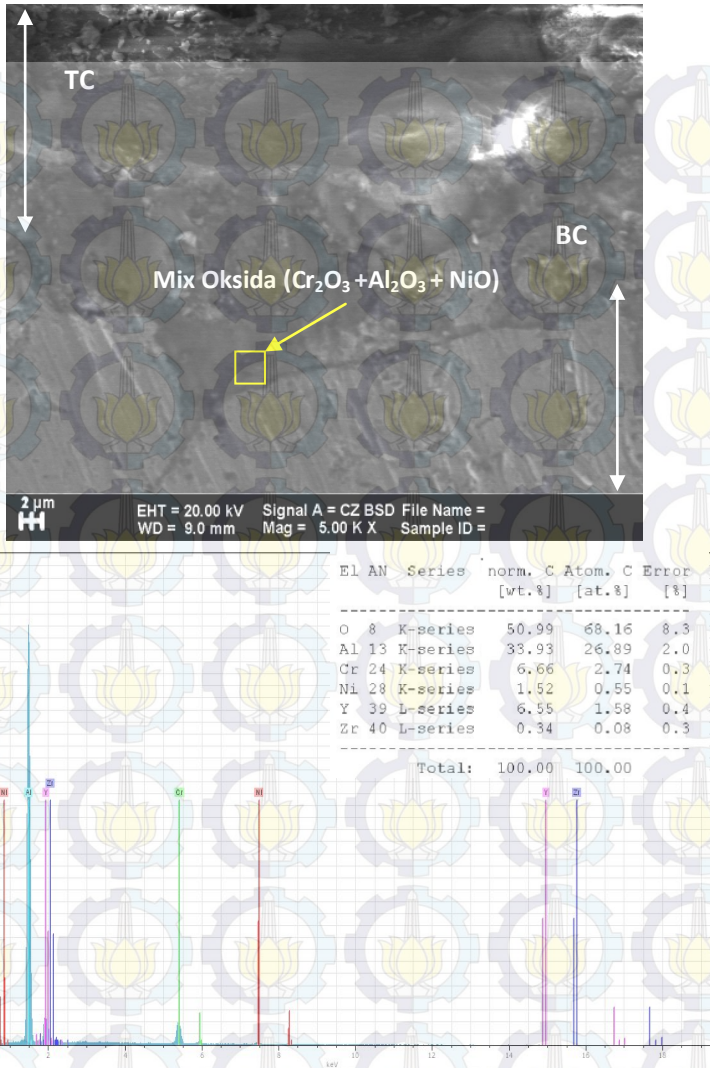 TC
BC
Mix Oksida (Cr₂O₃ +Al₂O₃ + NiO)
2 µm
EHT = 20.00 kV Signal A = CZ BSD File Name =
WD = 9.0 mm Mag = 5.00 K X Sample ID =
El AN Series norm. C Atom. C Error
[wt.%] [at.%] [%]
O 8 K-series 50.99 68.16 8.3
Al 13 K-series 33.93 26.89 2.0
Cr 24 K-series 6.66 2.74 0.3
Ni 28 K-series 1.52 0.55 0.1
Y 39 L-series 6.55 1.58 0.4
Zr 40 L-series 0.34 0.08 0.3
Total: 100.00 100.00
Zr
Ni Al Y Cr Ni Y Zr
2 4 6 8 10 12 14 16 18
keV